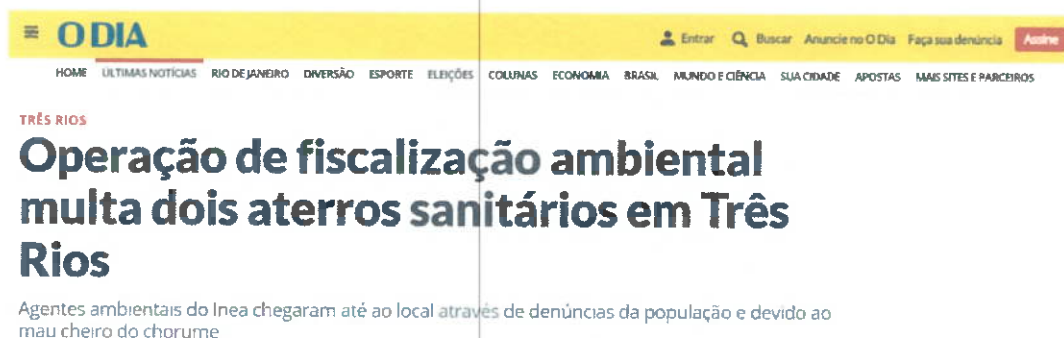 O DIA
Entrar Buscar Anuncie no O Dia Faça sua denúncia Assine
HOME ÚLTIMAS NOTÍCIAS RIO DE JANEIRO DIVERSÃO ESPORTE ELEIÇÕES COLUNAS ECONOMIA BRASIL MUNDO E CIÊNCIA SUA CIDADE APOSTAS MAIS SITES E PARCEIROS
TRÊS RIOS
Operação de fiscalização ambiental
multa dois aterros sanitários em Três
Rios
Agentes ambientais do Inea chegaram até ao local através de denúncias da população e devido ao
mau cheiro do chorume